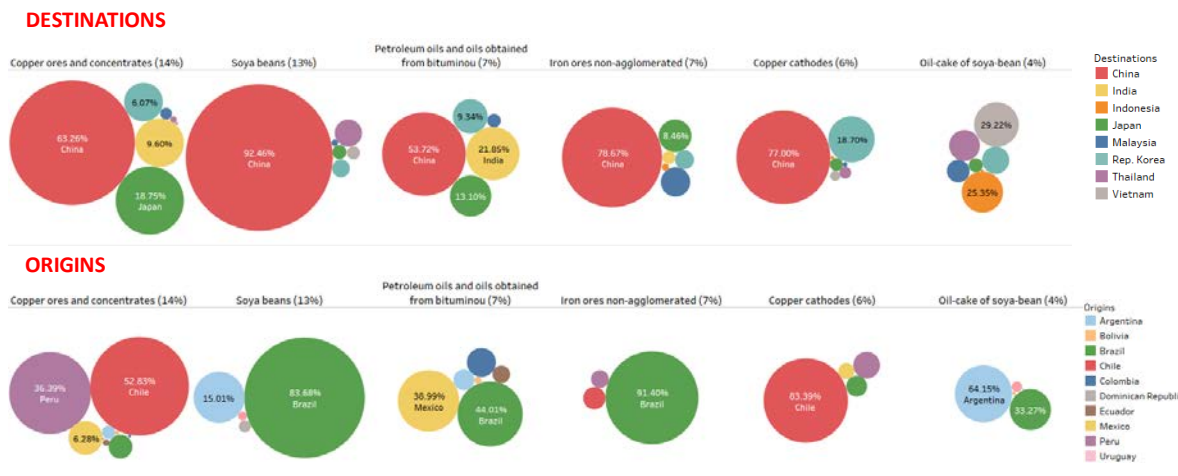 DESTINATIONS
Copper ores and concentrates (14%)
Soya beans (13%)
Petroleum oils and oils obtained
from bituminou (7%)
Iron ores non-agglomerated (7%)
Copper cathodes (6%)
Oil-cake of soya-bean (4%)
63.26%
China
6.07%
9.60%
18.75%
Japan
92.46%
China
53.72%
China
9.34%
21.85%
India
13.10%
78.67%
China
8.46%
77.00%
China
18.70%
29.22%
25.35%
Destinations
China
India
Indonesia
Japan
Malaysia
Rep. Korea
Thailand
Vietnam
ORIGINS
Copper ores and concentrates (14%)
Soya beans (13%)
Petroleum oils and oils obtained
from bituminou (7%)
Iron ores non-agglomerated (7%)
Copper cathodes (6%)
Oil-cake of soya-bean (4%)
36.39%
Peru
52.83%
Chile
6.28%
15.01%
83.68%
Brazil
38.99%
Mexico
44.01%
Brazil
91.40%
Brazil
83.39%
Chile
64.15%
Argentina
33.27%
Origins
Argentina
Bolivia
Brazil
Chile
Colombia
Dominican Republi
Ecuador
Mexico
Peru
Uruguay